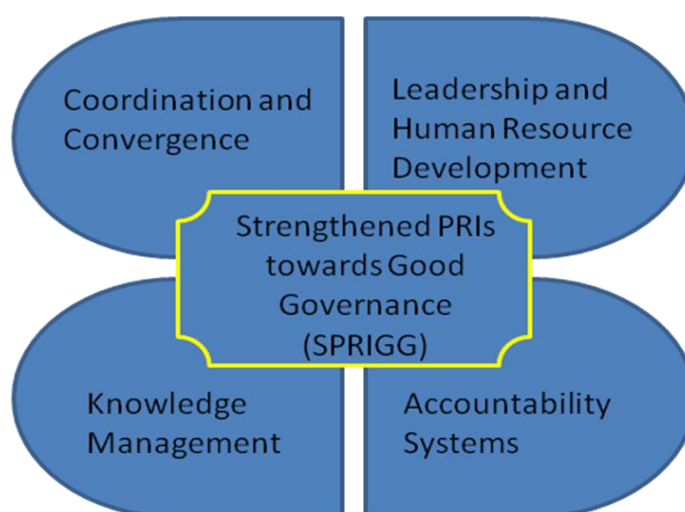 Coordination and
Convergence
Leadership and
Human Resource
Development
Strengthened PRIs
towards Good
Governance
(SPRIGG)
Knowledge
Management
Accountability
Systems